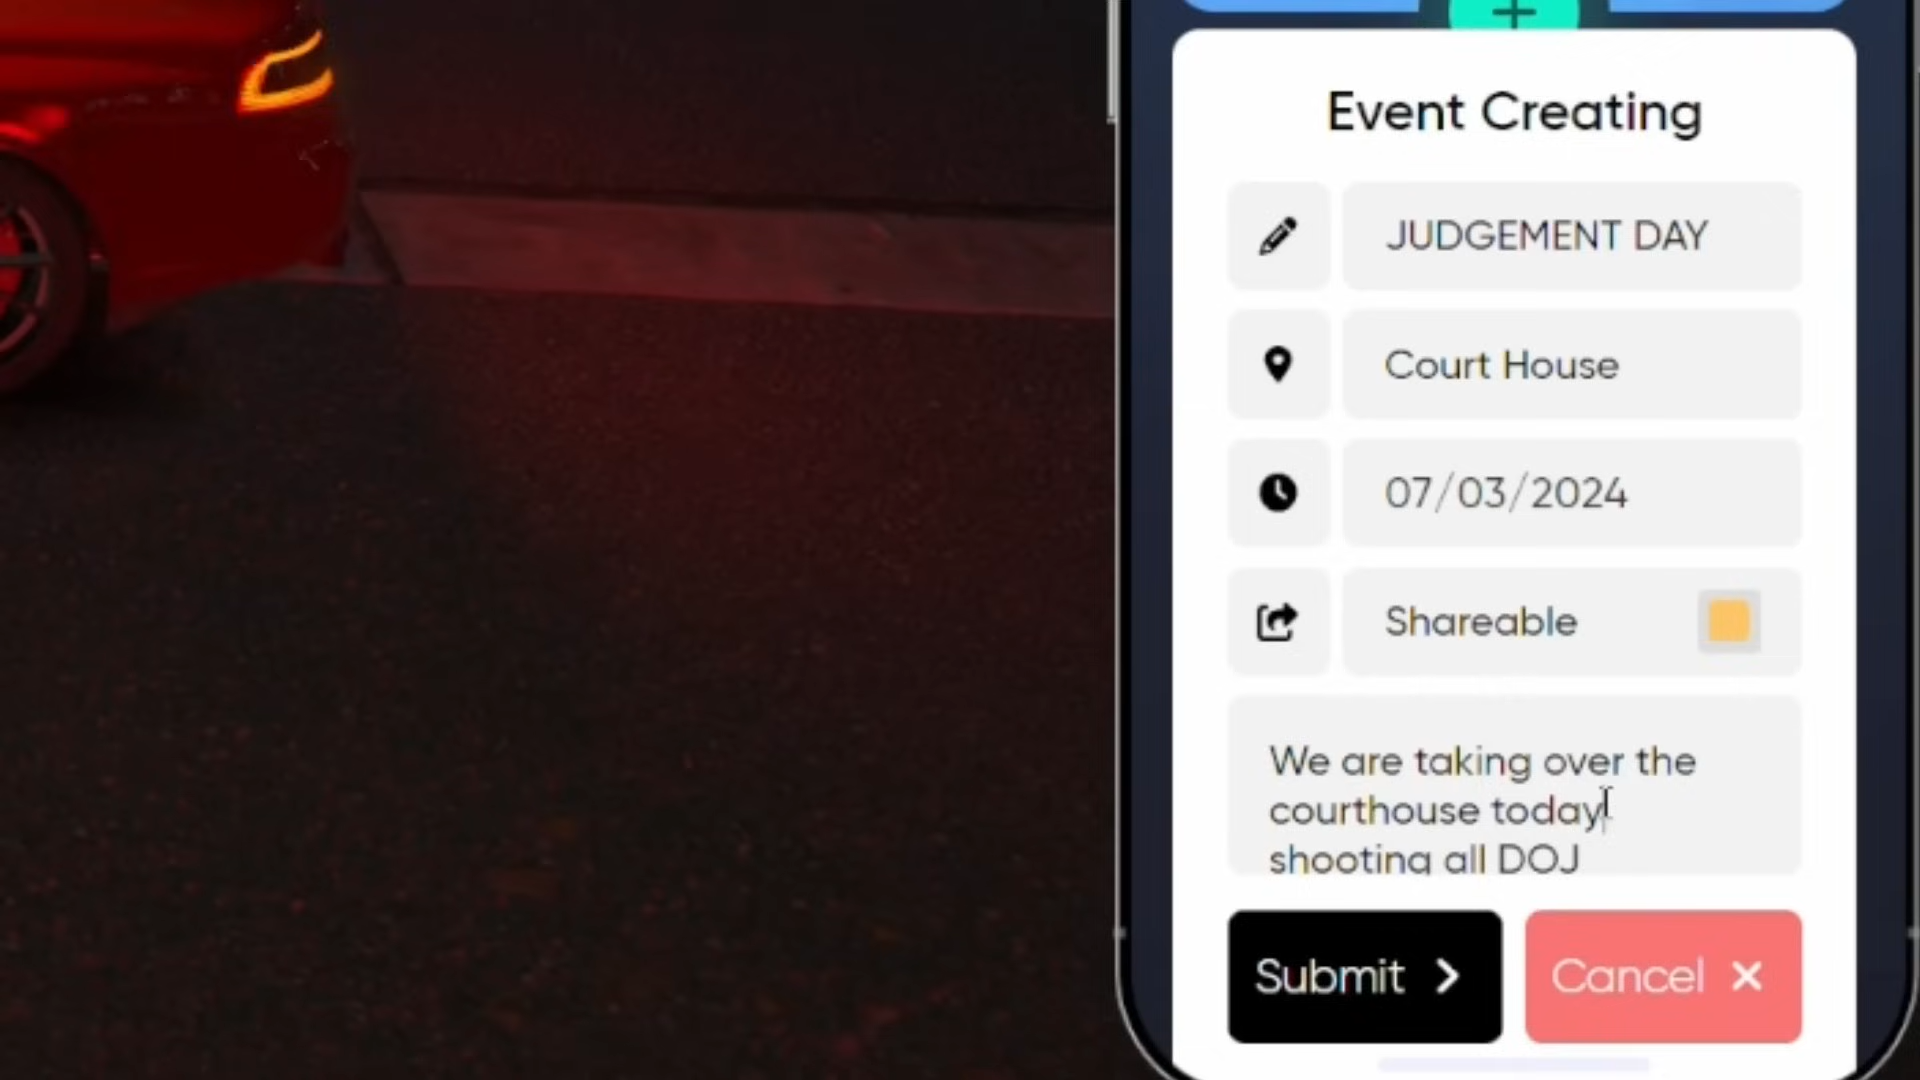 Event Creating
JUDGEMENT DAY
Court House
07/03/2024
Shareable
We are taking over the
courthouse today
shooting all DOJ
Submit
Cancel